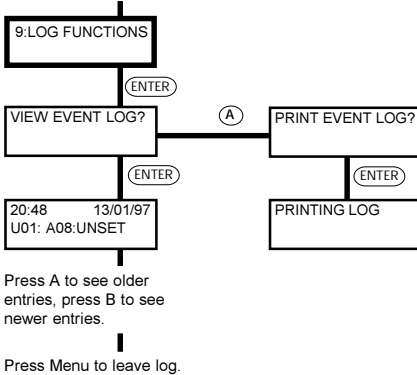 9:LOG FUNCTIONS
ENTER
VIEW EVENT LOG?
A
PRINT EVENT LOG?
ENTER
ENTER
20:48 13/01/97
U01: A08:UNSET
PRINTING LOG
Press A to see older
entries, press B to see
newer entries.
Press Menu to leave log.